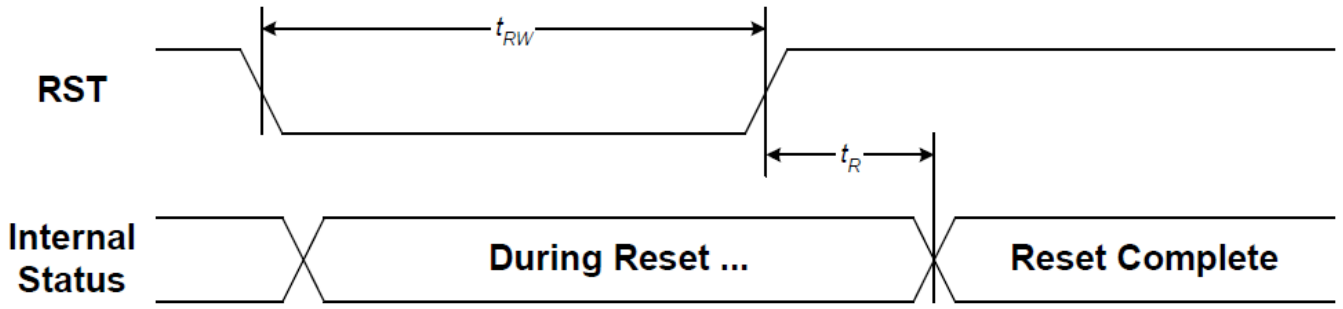 t_RW
RST
t_R
Internal
Status
During Reset ...
Reset Complete